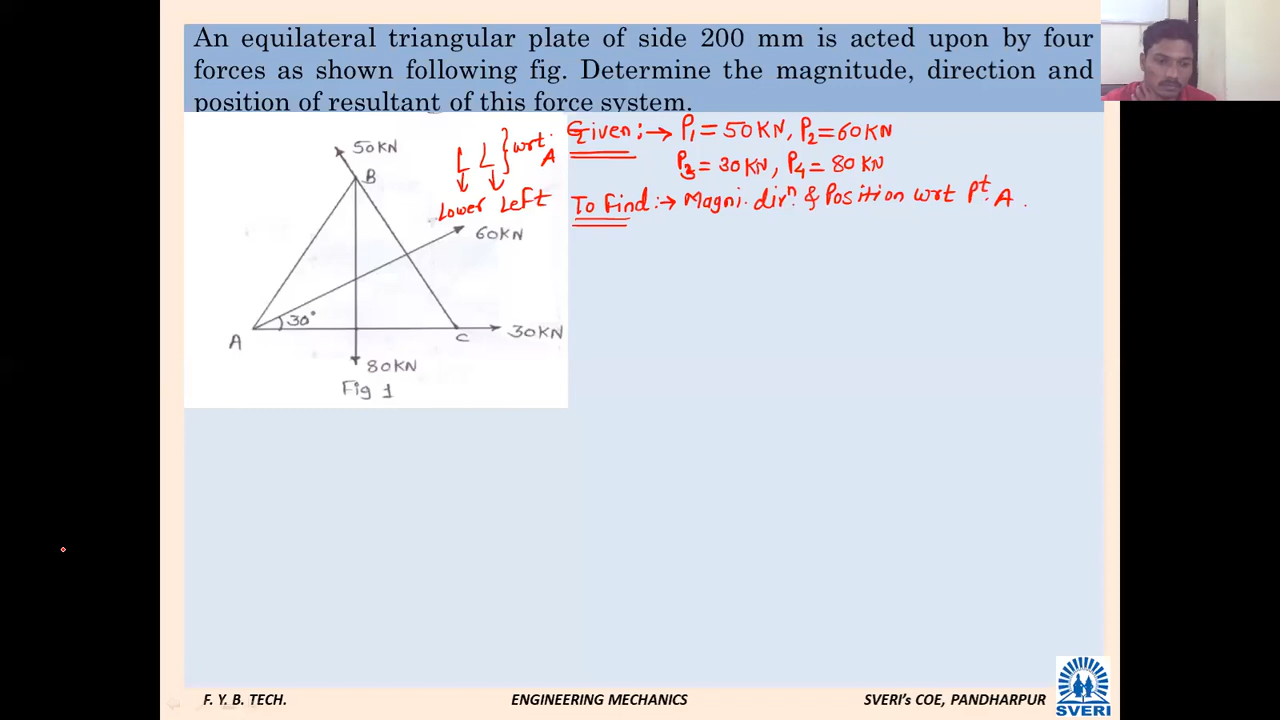 An equilateral triangular plate of side 200 mm is acted upon by four
forces as shown following fig. Determine the magnitude, direction and
position of resultant of this force system.
Given :→ P1 = 50KN, P2 = 60KN
P3 = 30KN, P4 = 80KN
To find :→ Magni. dirn. & Position wrt Pt. A .
50KN
B
LL } wrt. A
Lower Left
60KN
30°
A
C
30KN
80KN
Fig 1
F. Y. B. TECH.
ENGINEERING MECHANICS
SVERI's COE, PANDHARPUR
SVERI